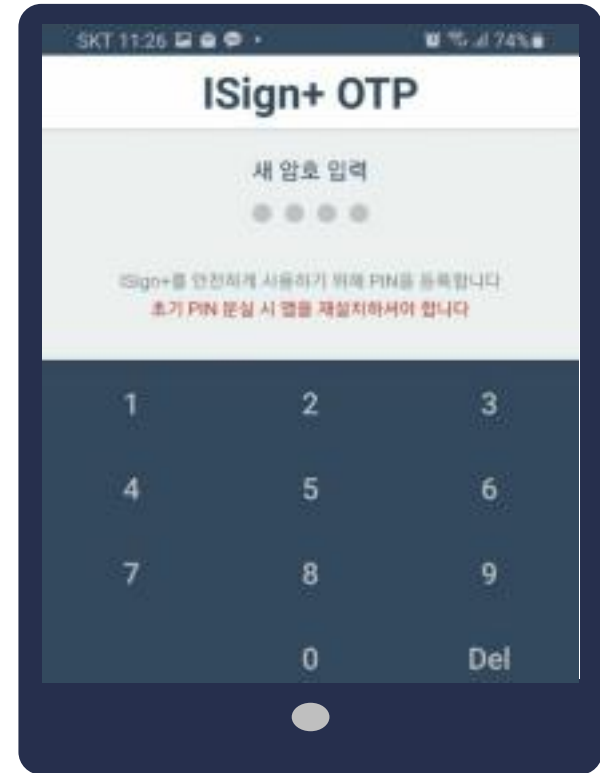 SKT 11:26
74%
ISign+ OTP
새 암호 입력
ISign+를 안전하게 사용하기 위해 PIN을 등록합니다
초기 PIN 분실 시 앱을 재설치하셔야 합니다
1 2 3
4 5 6
7 8 9
0 Del